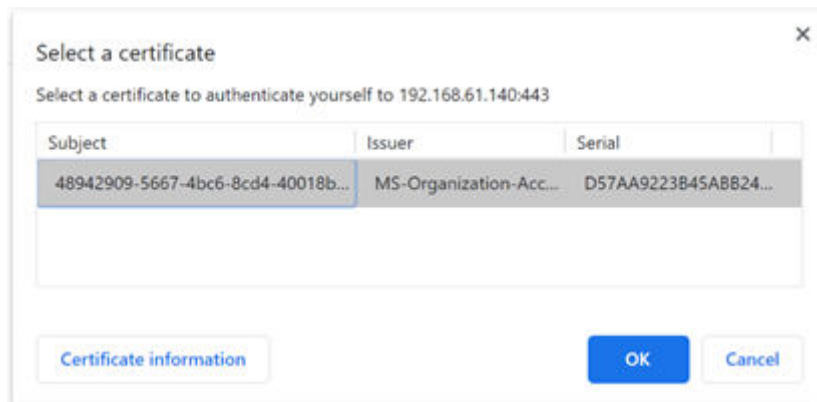 Select a certificate
Select a certificate to authenticate yourself to 192.168.61.140:443
Subject Issuer Serial
48942909-5667-4bc6-8cd4-40018b... MS-Organization-Acc... D57AA9223B45ABB24...
Certificate information OK Cancel